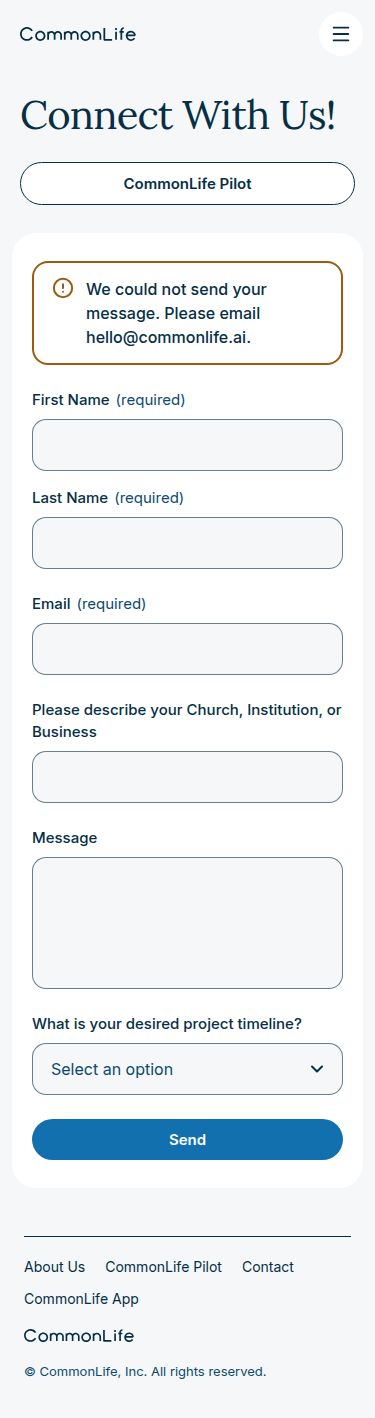 CommonLife
Connect With Us!
CommonLife Pilot
We could not send your
message. Please email
hello@commonlife.ai.
First Name (required)
Last Name (required)
Email (required)
Please describe your Church, Institution, or
Business
Message
What is your desired project timeline?
Select an option
Send
About Us CommonLife Pilot Contact
CommonLife App
CommonLife
© CommonLife, Inc. All rights reserved.